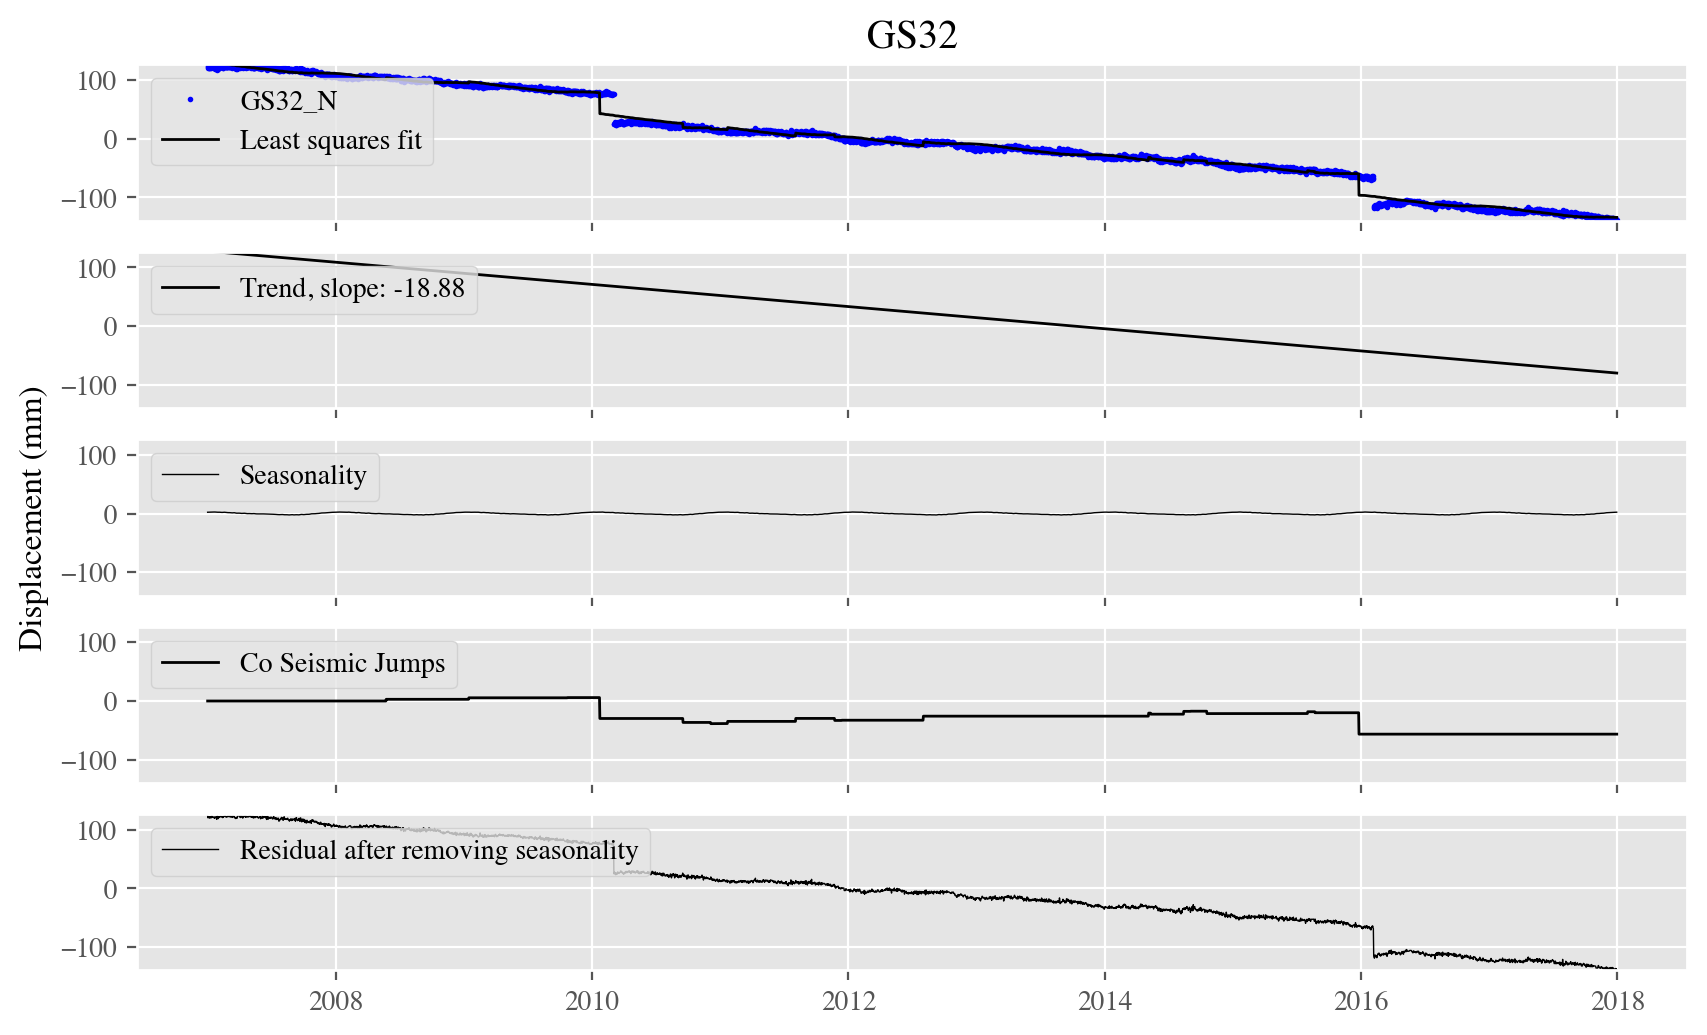 GS32
Displacement (mm)
100
0
−100
GS32_N
Least squares fit
100
0
−100
Trend, slope: -18.88
100
0
−100
Seasonality
100
0
−100
Co Seismic Jumps
100
0
−100
Residual after removing seasonality
2008 2010 2012 2014 2016 2018